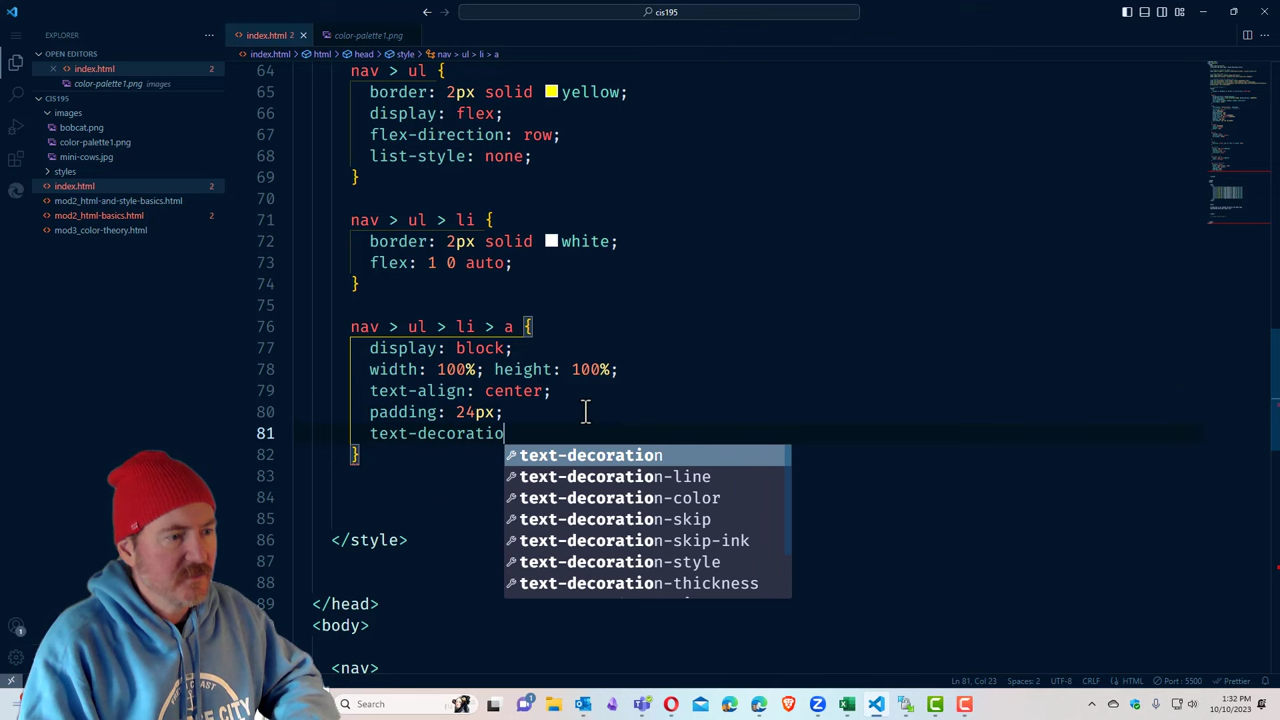 cis195
EXPLORER
index.html 2
color-palette1.png
OPEN EDITORS
index.html > html > head > style > nav > ul > li > a
index.html 2
color-palette1.png images
CIS195
images
bobcat.png
color-palette1.png
mini-cows.jpg
styles
index.html 2
mod2_html-and-style-basics.html
mod2_html-basics.html 2
mod3_color-theory.html
64 nav > ul {
65 border: 2px solid yellow;
66 display: flex;
67 flex-direction: row;
68 list-style: none;
69 }
70
71 nav > ul > li {
72 border: 2px solid white;
73 flex: 1 0 auto;
74 }
75
76 nav > ul > li > a {
77 display: block;
78 width: 100%; height: 100%;
79 text-align: center;
80 padding: 24px;
81 text-decoratio
82 }
text-decoration
83
text-decoration-line
84
text-decoration-color
85
text-decoration-skip
86 </style>
text-decoration-skip-ink
87
text-decoration-style
88
text-decoration-thickness
89 </head>
<body>
<nav>
Ln 81, Col 23 Spaces: 2 UTF-8 CRLF HTML Port : 5500 Prettier
Search
1:32 PM
10/10/2023